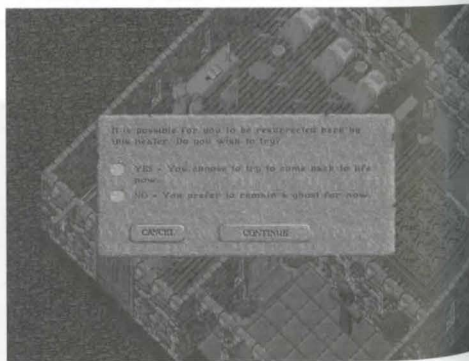 It is possible for you to be resurrected here by
this healer. Do you wish to try?
YES - You choose to try to come back to life
now.
NO - You prefer to remain a ghost for now.
CANCEL
CONTINUE